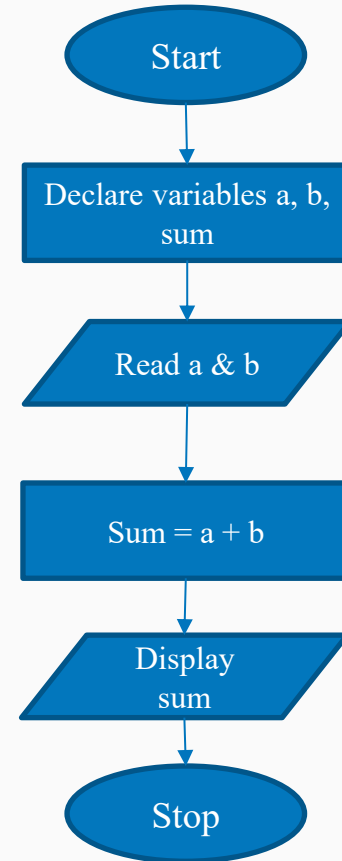 Start
Declare variables a, b,
sum
Read a & b
Sum = a + b
Display
sum
Stop